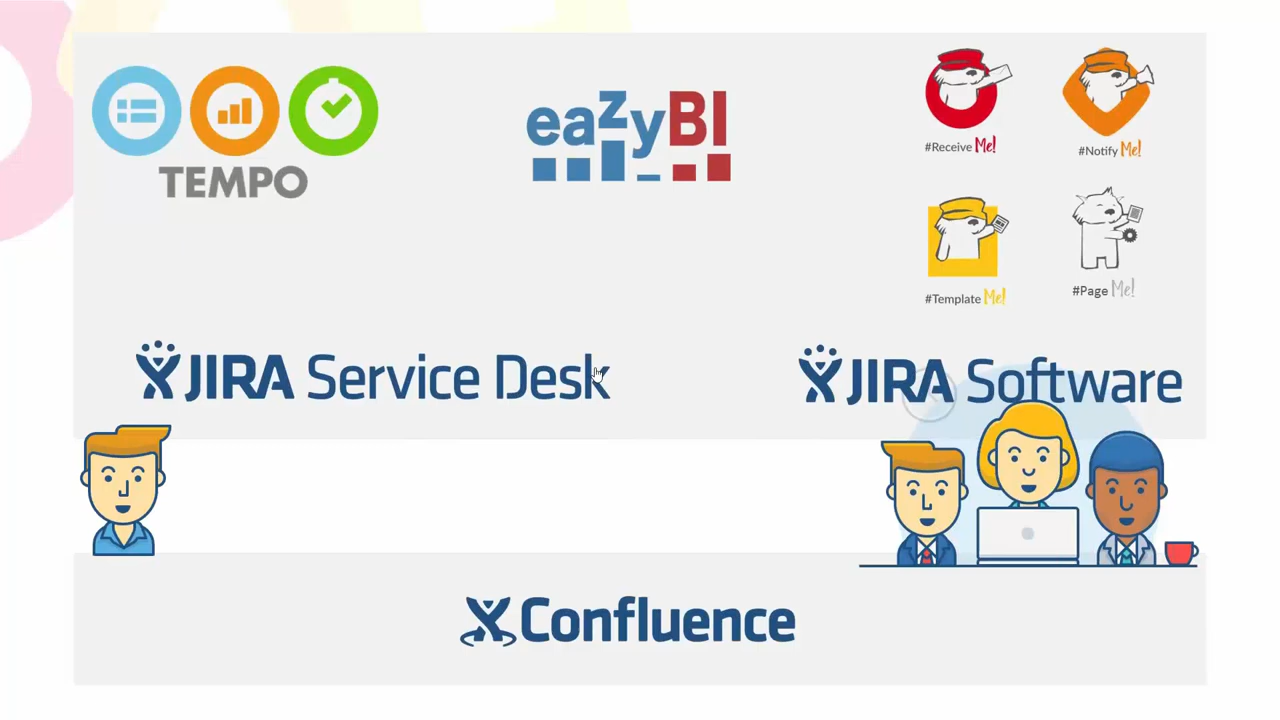 TEMPO
eazyBI
#Receive Me!
#Notify Me!
#Template Me!
#Page Me!
JIRA Service Desk
JIRA Software
Confluence